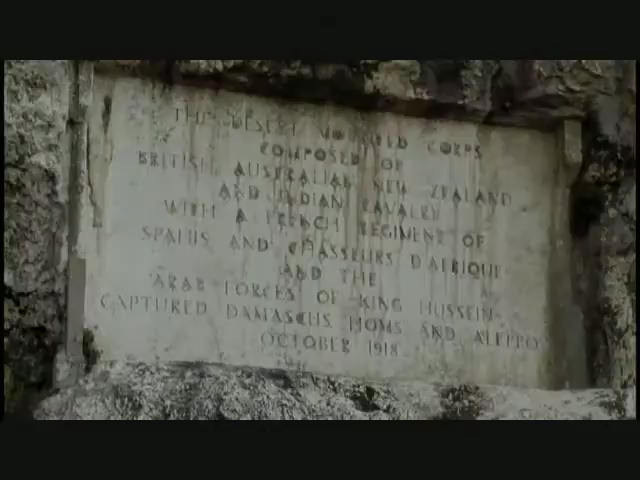 THE DESERT MOUNTED CORPS
COMPOSED OF
BRITISH, AUSTRALIAN, NEW ZEALAND
AND INDIAN CAVALRY
WITH A FRENCH REGIMENT OF
SPAHIS AND CHASSEURS D'AFRIQUE
AND THE
ARAB FORCES OF KING HUSSEIN
CAPTURED DAMASCUS HOMS AND ALEPPO
OCTOBER 1918